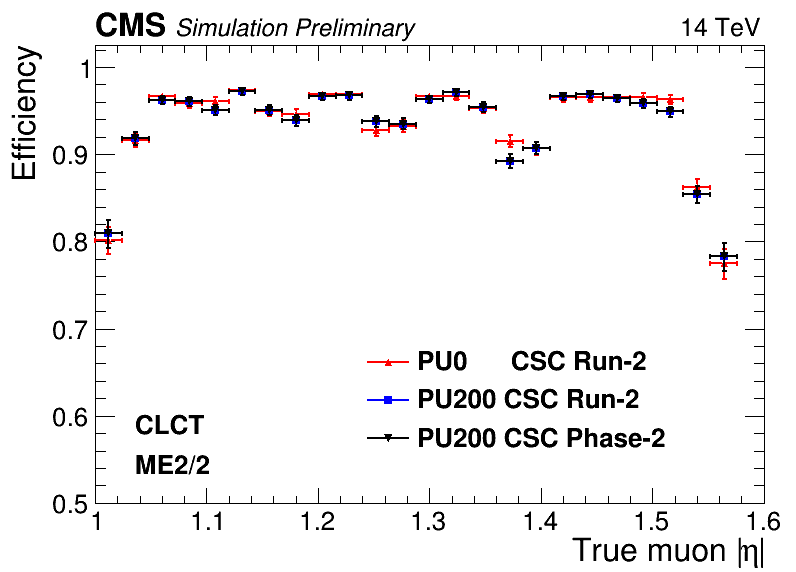 CMS Simulation Preliminary 14 TeV
Efficiency
1
0.9
0.8
0.7
0.6
0.5
PU0 CSC Run-2
PU200 CSC Run-2
PU200 CSC Phase-2
CLCT
ME2/2
1 1.1 1.2 1.3 1.4 1.5 1.6
True muon |η|